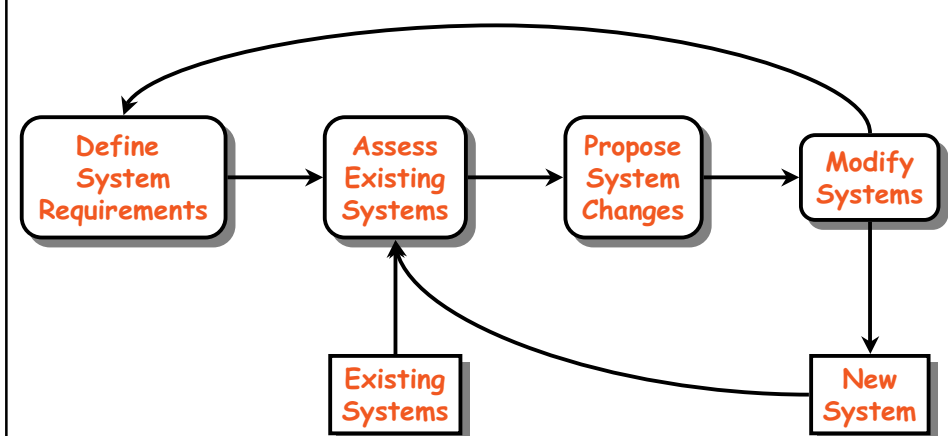 Define
System
Requirements
Assess
Existing
Systems
Propose
System
Changes
Modify
Systems
Existing
Systems
New
System